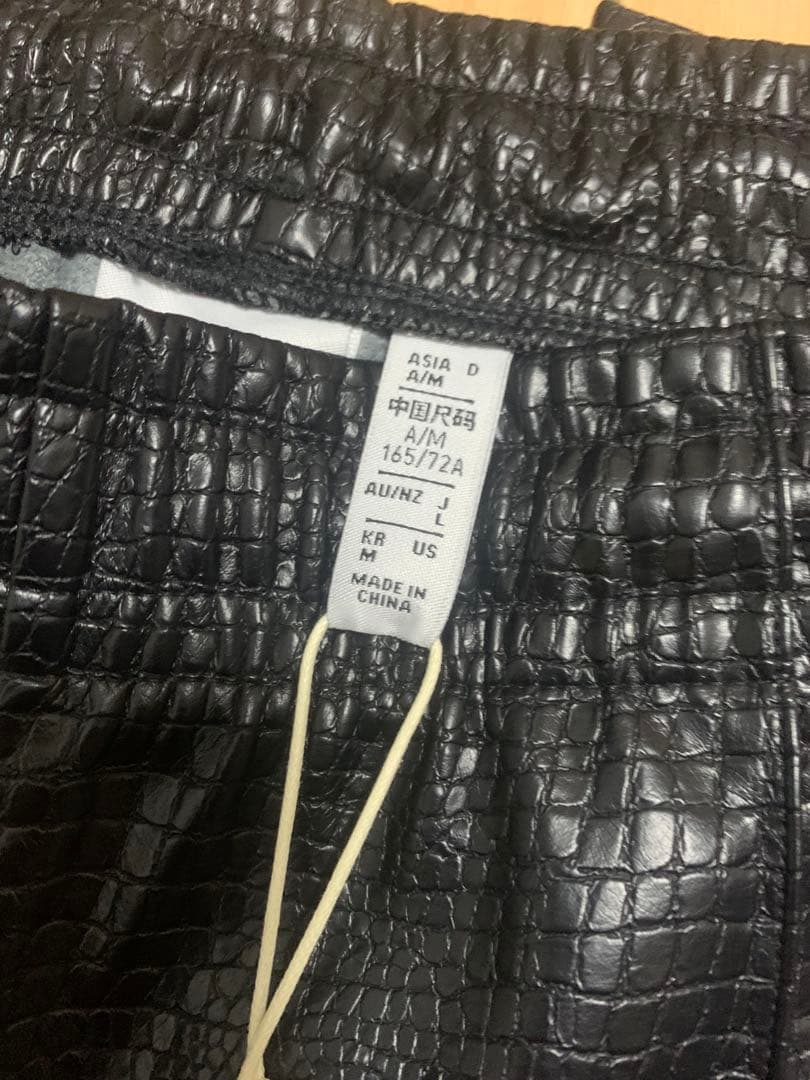 ASIA D
A/M
中国尺码
A/M
165/72A
AU/NZ J
L
KR US
M
MADE IN
CHINA